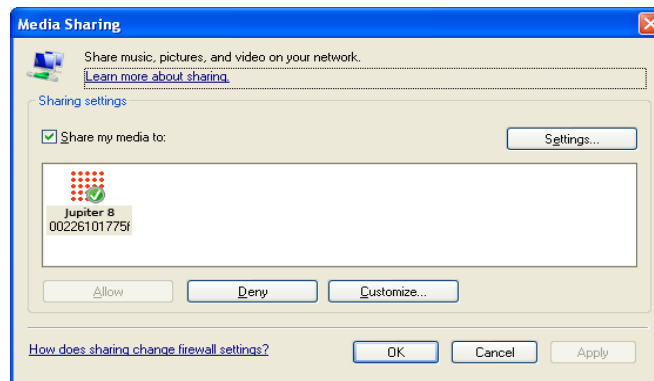 Media Sharing
Share music, pictures, and video on your network.
Learn more about sharing.
Sharing settings
Share my media to:
Settings...
Jupiter 8
00226101775f
Allow
Deny
Customize...
How does sharing change firewall settings?
OK
Cancel
Apply